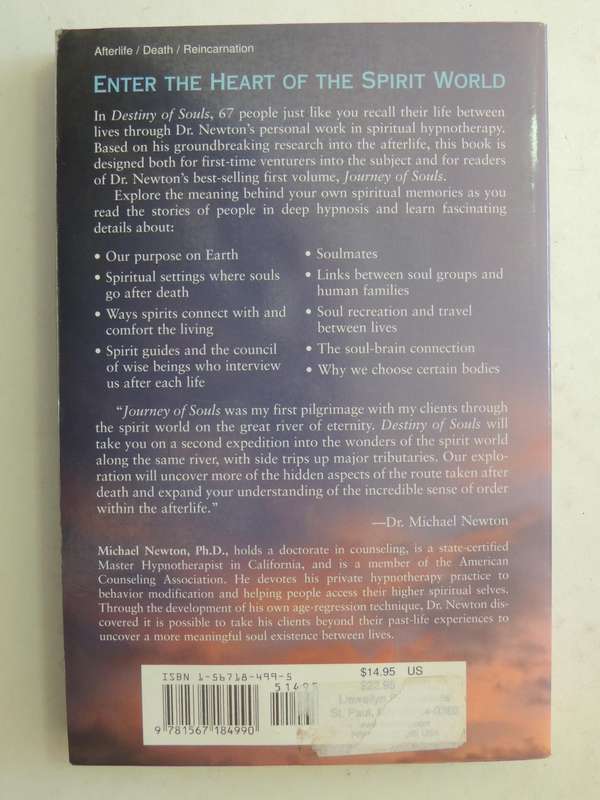 Afterlife / Death / Reincarnation
ENTER THE HEART OF THE SPIRIT WORLD
In Destiny of Souls, 67 people just like you recall their life between
lives through Dr. Newton's personal work in spiritual hypnotherapy.
Based on his groundbreaking research into the afterlife, this book is
designed both for first-time venturers into the subject and for readers
of Dr. Newton's best-selling first volume, Journey of Souls.
Explore the meaning behind your own spiritual memories as you
read the stories of people in deep hypnosis and learn fascinating
details about:
• Our purpose on Earth
• Spiritual settings where souls
go after death
• Ways spirits connect with and
comfort the living
• Spirit guides and the council
of wise beings who interview
us after each life
• Soulmates
• Links between soul groups and
human families
• Soul recreation and travel
between lives
• The soul-brain connection
• Why we choose certain bodies
"Journey of Souls was my first pilgrimage with my clients through
the spirit world on the great river of eternity. Destiny of Souls will
take you on a second expedition into the wonders of the spirit world
along the same river, with side trips up major tributaries. Our explo-
ration will uncover more of the hidden aspects of the route taken after
death and expand your understanding of the incredible sense of order
within the afterlife."
—Dr. Michael Newton
Michael Newton, Ph.D., holds a doctorate in counseling, is a state-certified
Master Hypnotherapist in California, and is a member of the American
Counseling Association. He devotes his private hypnotherapy practice to
behavior modification and helping people access their higher spiritual selves.
Through the development of his own age-regression technique, Dr. Newton dis-
covered it is possible to take his clients beyond their past-life experiences to
uncover a more meaningful soul existence between lives.
ISBN 1-56718-499-5
$14.95 US
$22.95
Llewellyn
St. Paul,
9 781567 184990